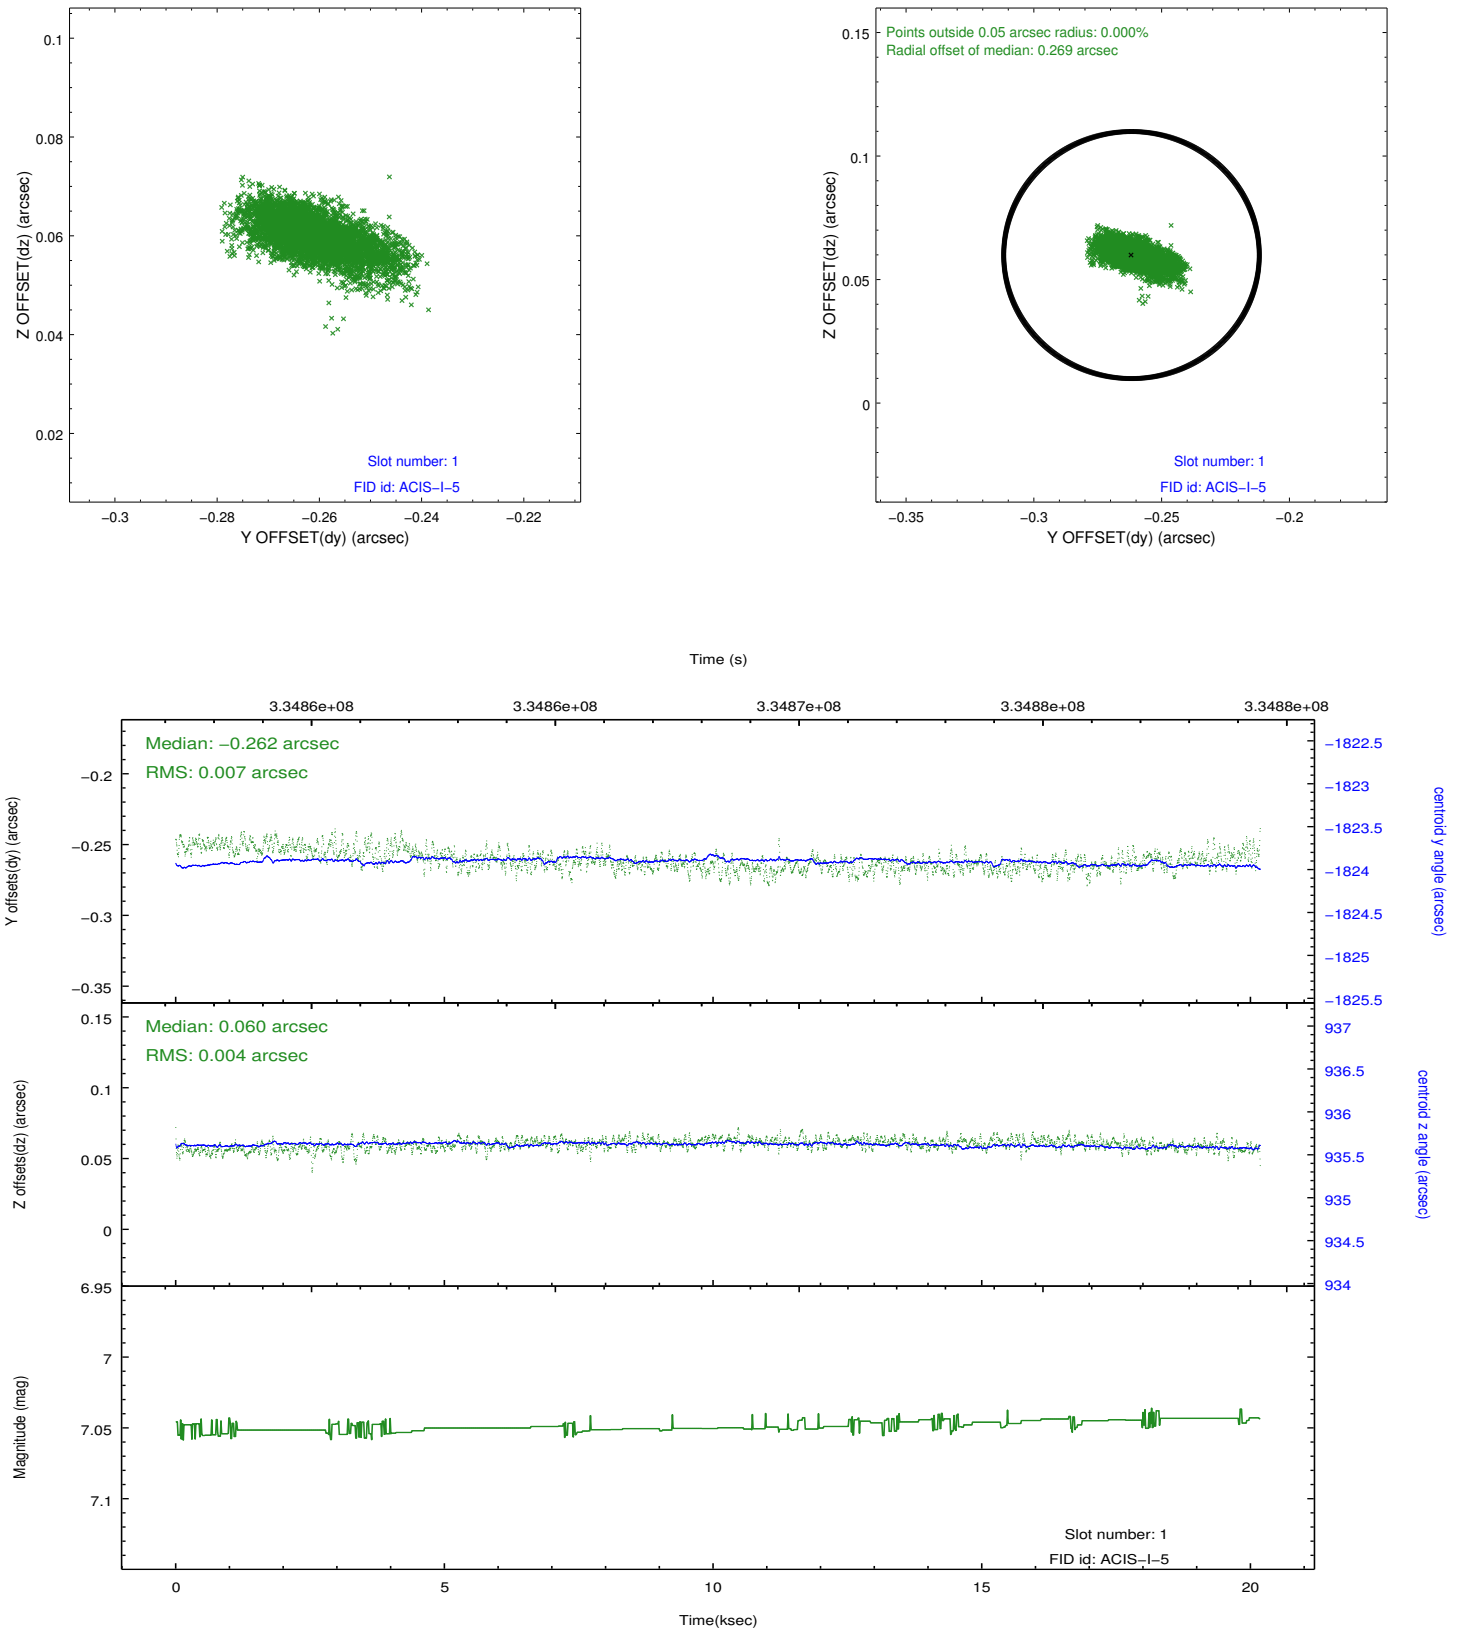 0.1
0.08
0.06
0.04
0.02
Z OFFSET(dz) (arcsec)
Slot number: 1
FID id: ACIS−I−5
−0.3
−0.28
−0.26
−0.24
−0.22
Y OFFSET(dy) (arcsec)
Points outside 0.05 arcsec radius: 0.000%
Radial offset of median: 0.269 arcsec
0.15
0.1
0.05
0
Z OFFSET(dz) (arcsec)
Slot number: 1
FID id: ACIS−I−5
−0.35
−0.3
−0.25
−0.2
Y OFFSET(dy) (arcsec)
Time (s)
3.3486e+08
3.3486e+08
3.3487e+08
3.3488e+08
3.3488e+08
Median: −0.262 arcsec
RMS: 0.007 arcsec
−0.2
−0.25
−0.3
−0.35
Y offsets(dy) (arcsec)
−1822.5
−1823
−1823.5
−1824
−1824.5
−1825
−1825.5
centroid y angle (arcsec)
Median: 0.060 arcsec
RMS: 0.004 arcsec
0.15
0.1
0.05
0
Z offsets(dz) (arcsec)
937
936.5
936
935.5
935
934.5
934
centroid z angle (arcsec)
6.95
7
7.05
7.1
Magnitude (mag)
Slot number: 1
FID id: ACIS−I−5
0
5
10
15
20
Time(ksec)